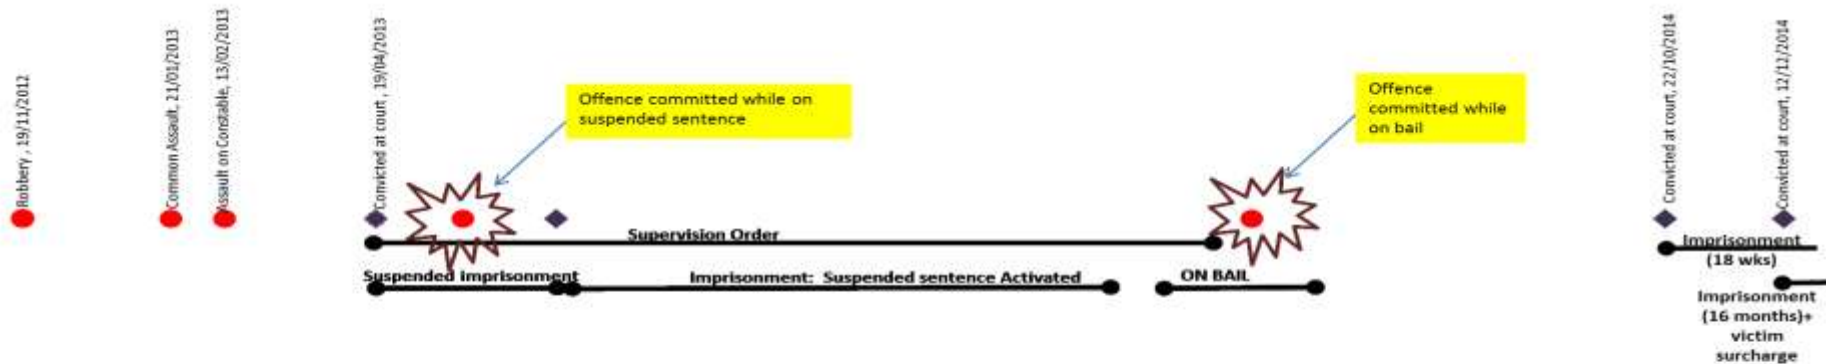 Robbery , 19/11/2012
Common Assault, 21/01/2013
Assault on Constable, 13/02/2013
Convicted at court , 19/04/2013
Offence committed while on
suspended sentence
Offence
committed while
on bail
Convicted at court, 22/10/2014
Convicted at court, 12/12/2014
Supervision Order
Suspended Imprisonment
Imprisonment:  Suspended sentence Activated
ON BAIL
Imprisonment
(18 wks)
Imprisonment
(16 months)+
victim
surcharge